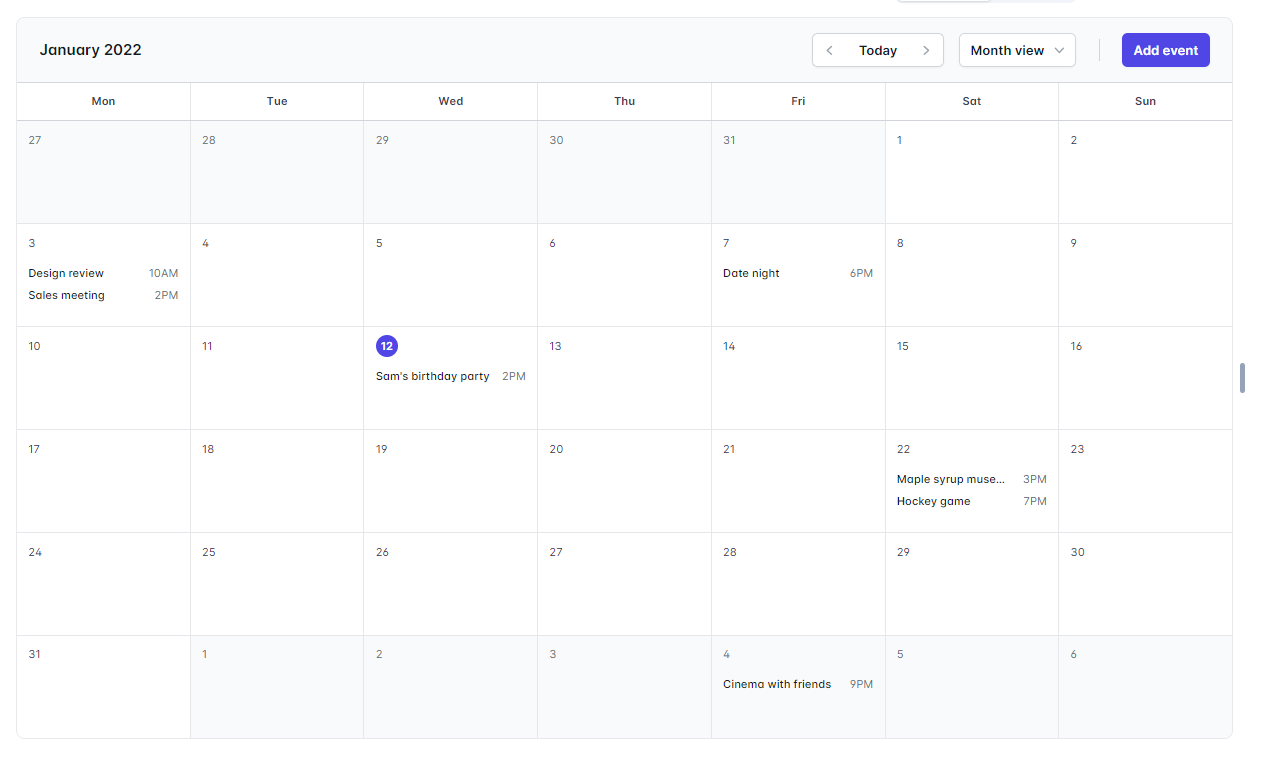 January 2022
Today
Month view
Add event
Mon Tue Wed Thu Fri Sat Sun
27 28 29 30 31 1 2
3 4 5 6 7 8 9
Design review 10AM Date night 6PM
Sales meeting 2PM
10 11 12 13 14 15 16
Sam's birthday party 2PM
17 18 19 20 21 22 23
Maple syrup muse... 3PM
Hockey game 7PM
24 25 26 27 28 29 30
31 1 2 3 4 5 6
Cinema with friends 9PM